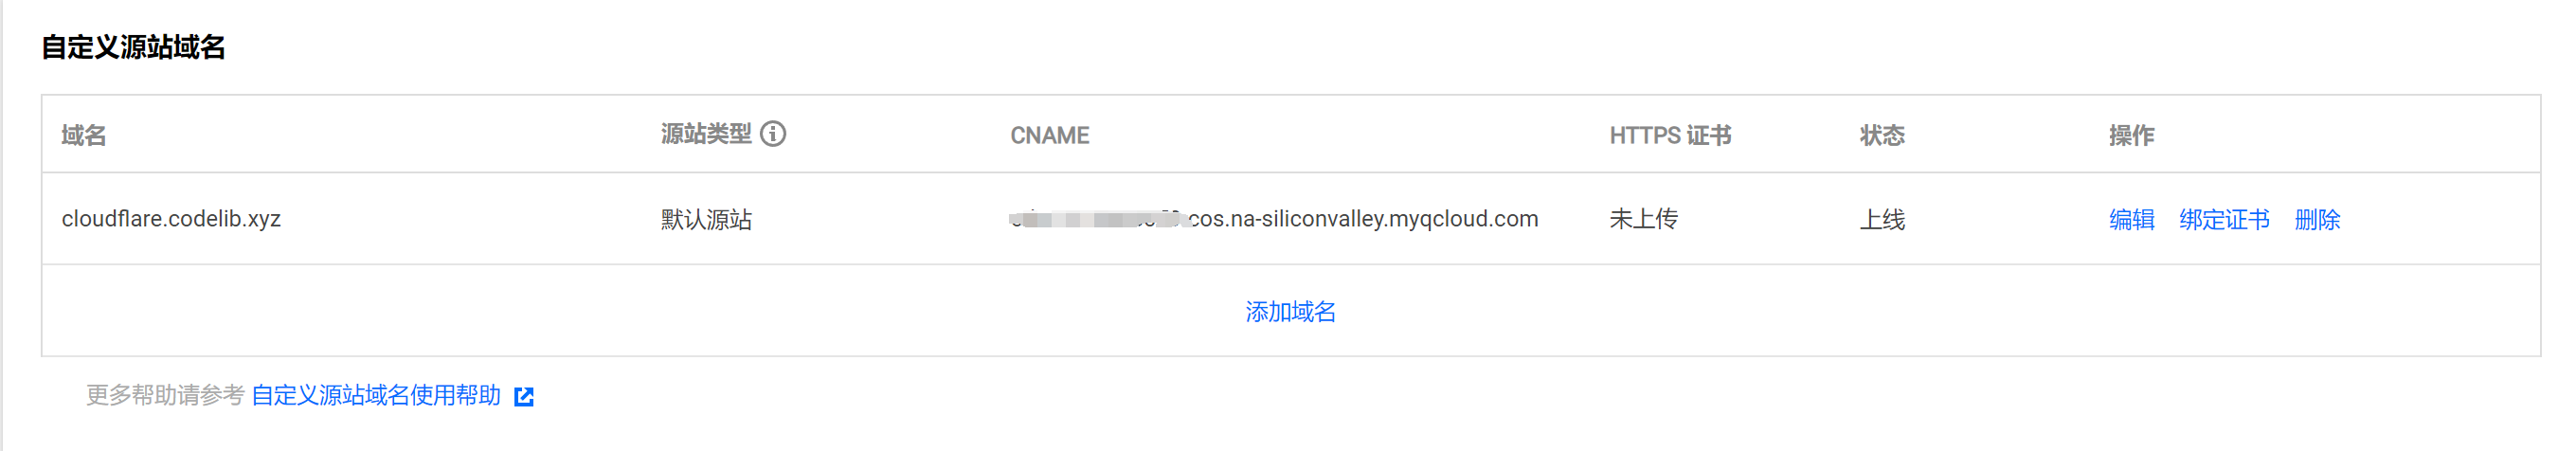 自定义源站域名
域名 源站类型 CNAME HTTPS 证书 状态 操作
cloudflare.codelib.xyz 默认源站 cos.na-siliconvalley.myqcloud.com 未上传 上线 编辑 绑定证书 删除
添加域名
更多帮助请参考 自定义源站域名使用帮助